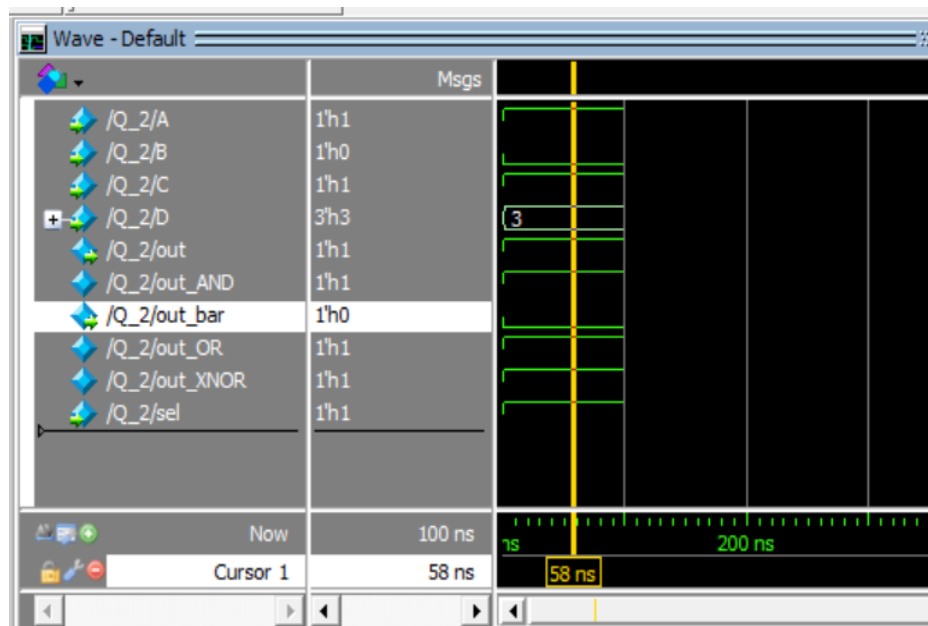 Wave - Default
Msgs
/Q_2/A 1'h1
/Q_2/B 1'h0
/Q_2/C 1'h1
/Q_2/D 3'h3 3
/Q_2/out 1'h1
/Q_2/out_AND 1'h1
/Q_2/out_bar 1'h0
/Q_2/out_OR 1'h1
/Q_2/out_XNOR 1'h1
/Q_2/sel 1'h1
Now 100 ns ns 200 ns
Cursor 1 58 ns 58 ns